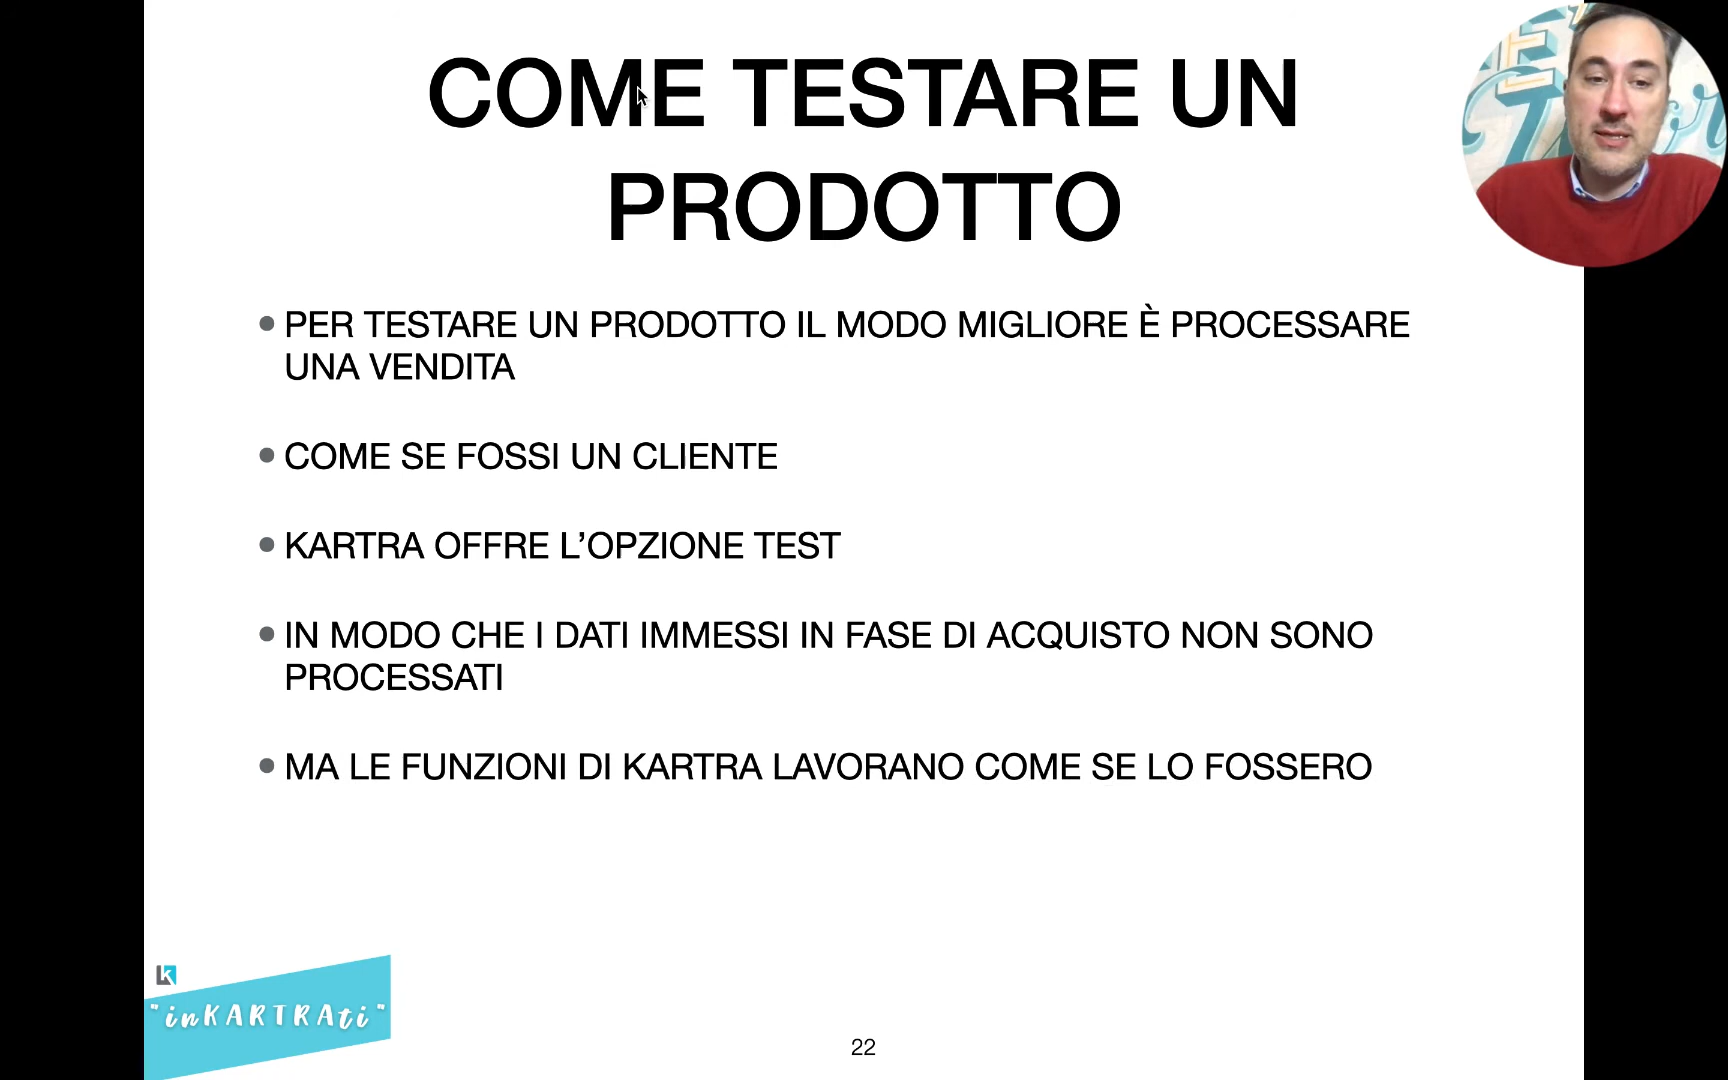 COME TESTARE UN
PRODOTTO
• PER TESTARE UN PRODOTTO IL MODO MIGLIORE È PROCESSARE
UNA VENDITA
• COME SE FOSSI UN CLIENTE
• KARTRA OFFRE L’OPZIONE TEST
• IN MODO CHE I DATI IMMESSI IN FASE DI ACQUISTO NON SONO
PROCESSATI
• MA LE FUNZIONI DI KARTRA LAVORANO COME SE LO FOSSERO
"inKARTRAti"
22